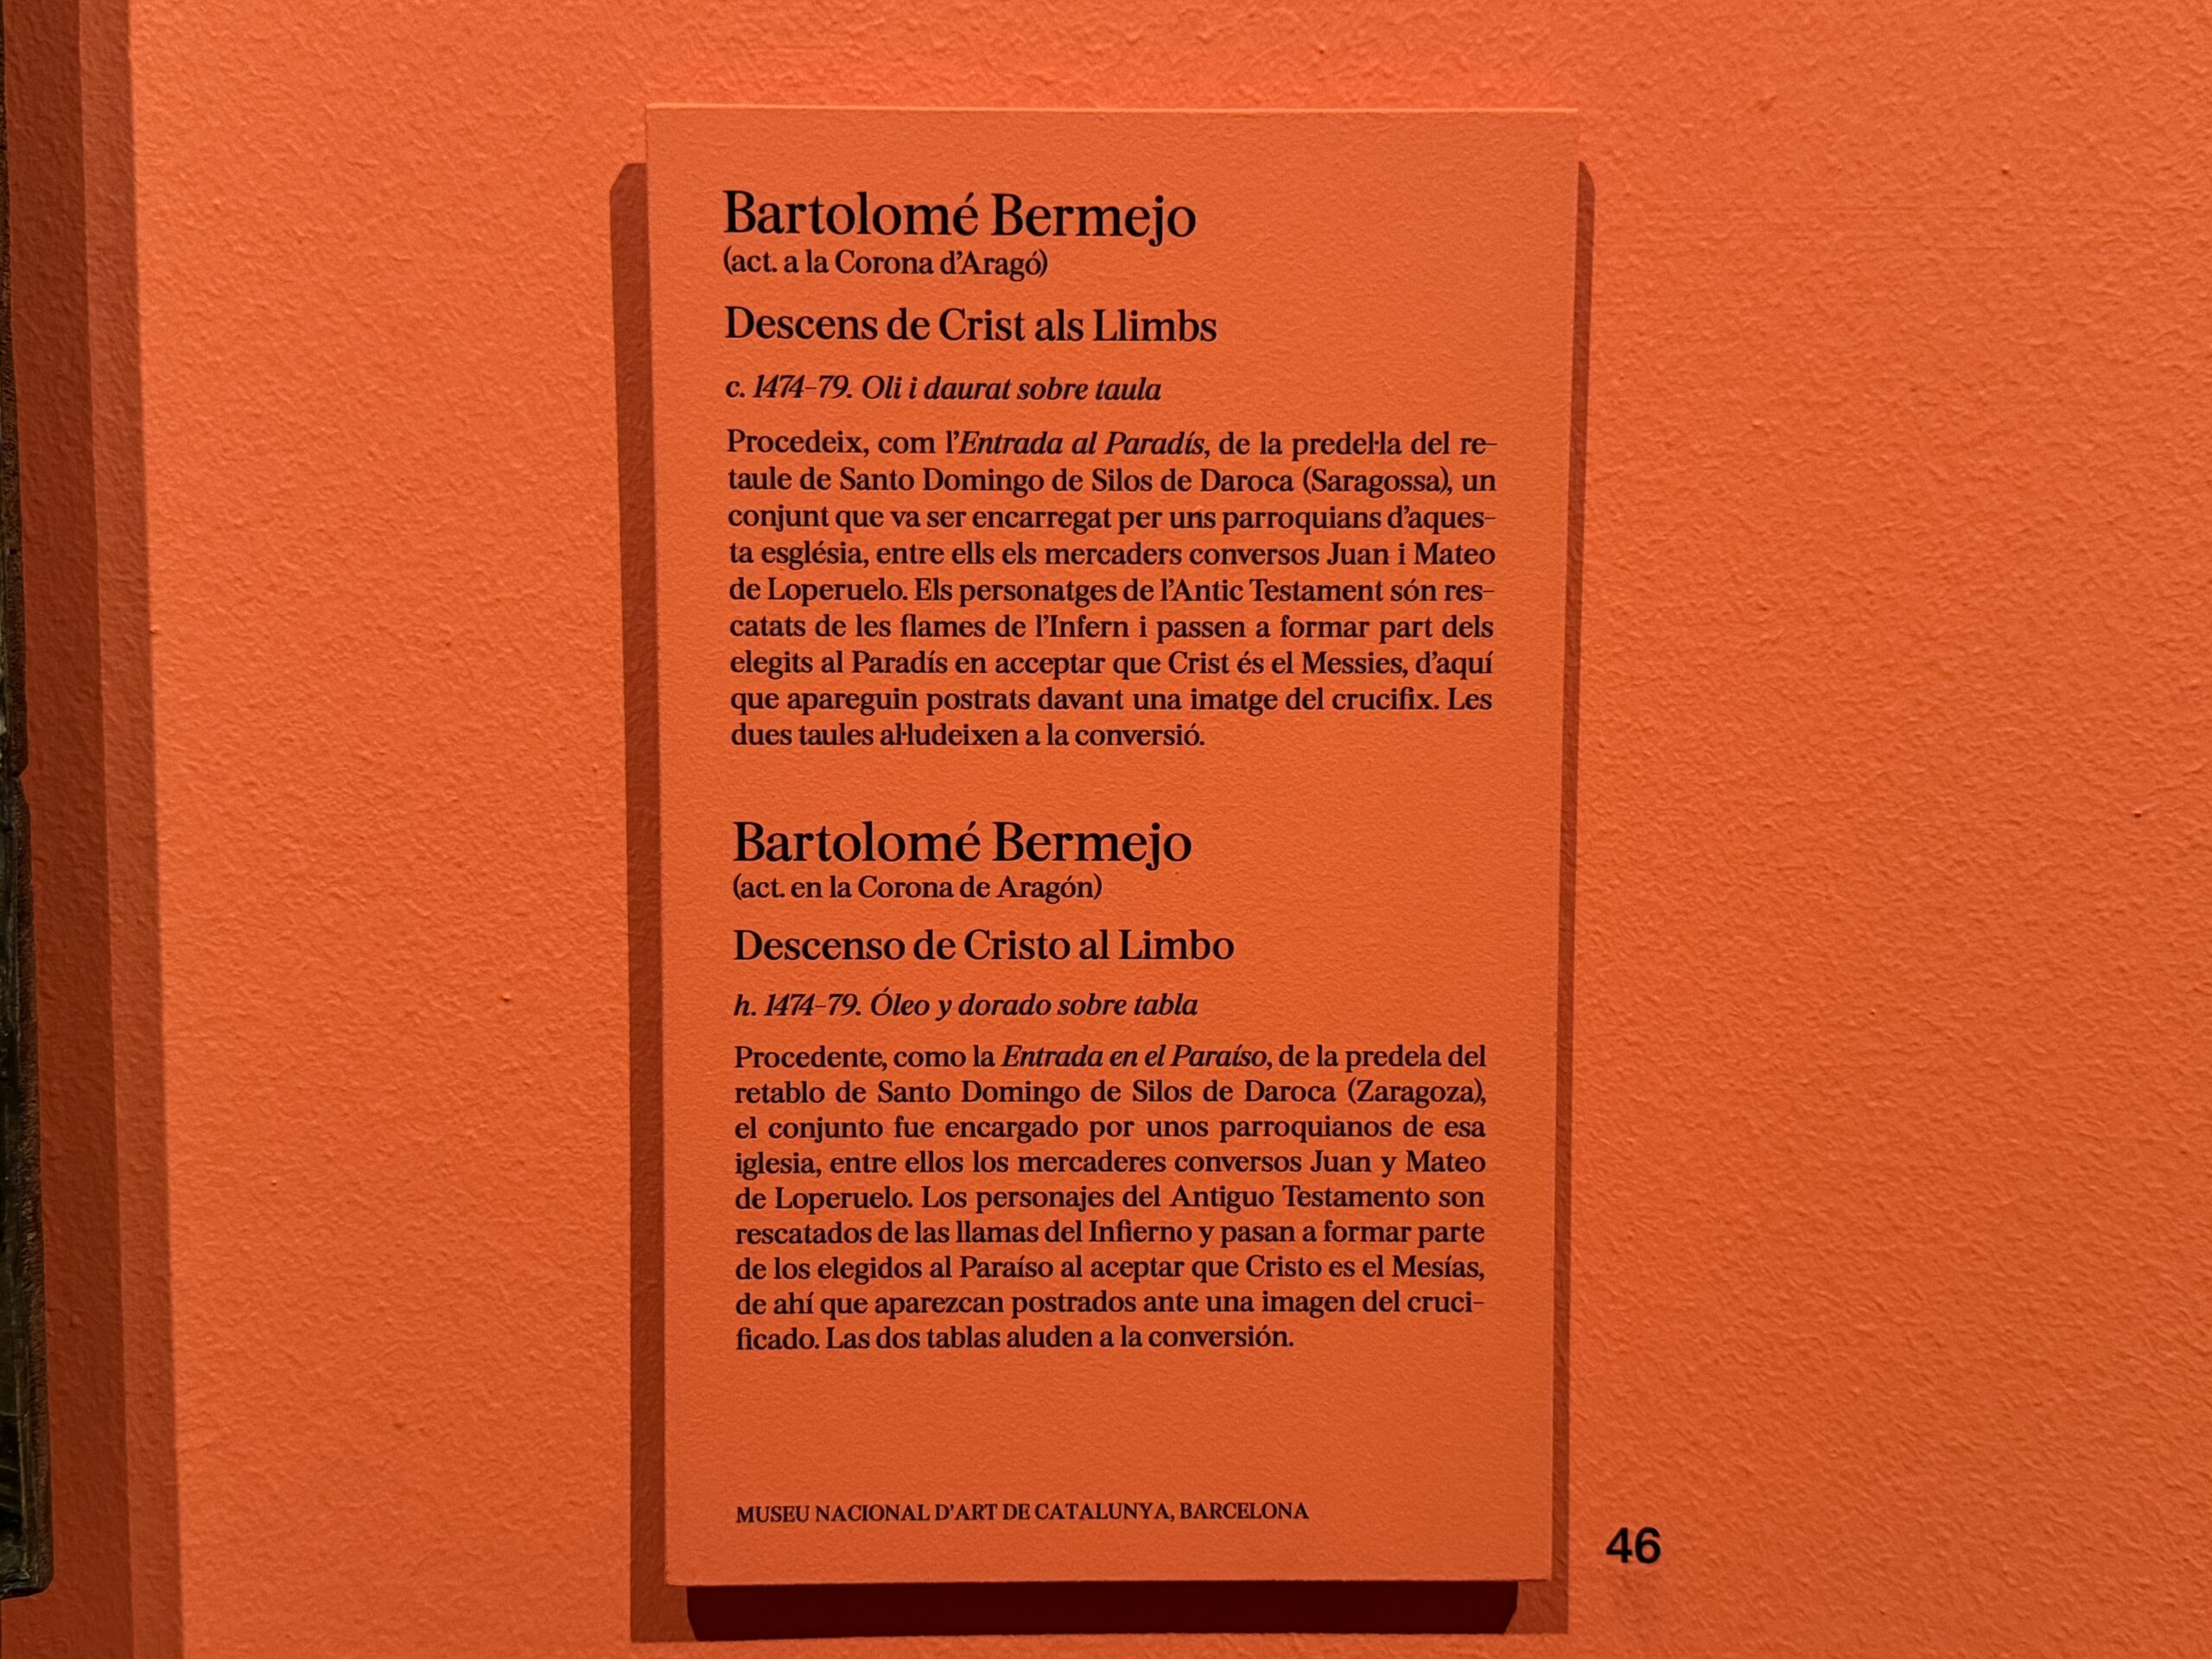 Bartolomé Bermejo
(act. a la Corona d’Aragó)
Descens de Crist als Llimbs
c. 1474–79. Oli i daurat sobre taula
Procedeix, com l’Entrada al Paradís, de la predel·la del re–
taule de Santo Domingo de Silos de Daroca (Saragossa), un
conjunt que va ser encarregat per uns parroquians d’aques–
ta església, entre ells els mercaders conversos Juan i Mateo
de Loperuelo. Els personatges de l’Antic Testament són res–
catats de les flames de l’Infern i passen a formar part dels
elegits al Paradís en acceptar que Crist és el Messies, d’aquí
que apareguin postrats davant una imatge del crucifix. Les
dues taules al·ludeixen a la conversió.
Bartolomé Bermejo
(act. en la Corona de Aragón)
Descenso de Cristo al Limbo
h. 1474–79. Óleo y dorado sobre tabla
Procedente, como la Entrada en el Paraíso, de la predela del
retablo de Santo Domingo de Silos de Daroca (Zaragoza),
el conjunto fue encargado por unos parroquianos de esa
iglesia, entre ellos los mercaderes conversos Juan y Mateo
de Loperuelo. Los personajes del Antiguo Testamento son
rescatados de las llamas del Infierno y pasan a formar parte
de los elegidos al Paraíso al aceptar que Cristo es el Mesías,
de ahí que aparezcan postrados ante una imagen del cruci–
ficado. Las dos tablas aluden a la conversión.
MUSEU NACIONAL D’ART DE CATALUNYA, BARCELONA
46